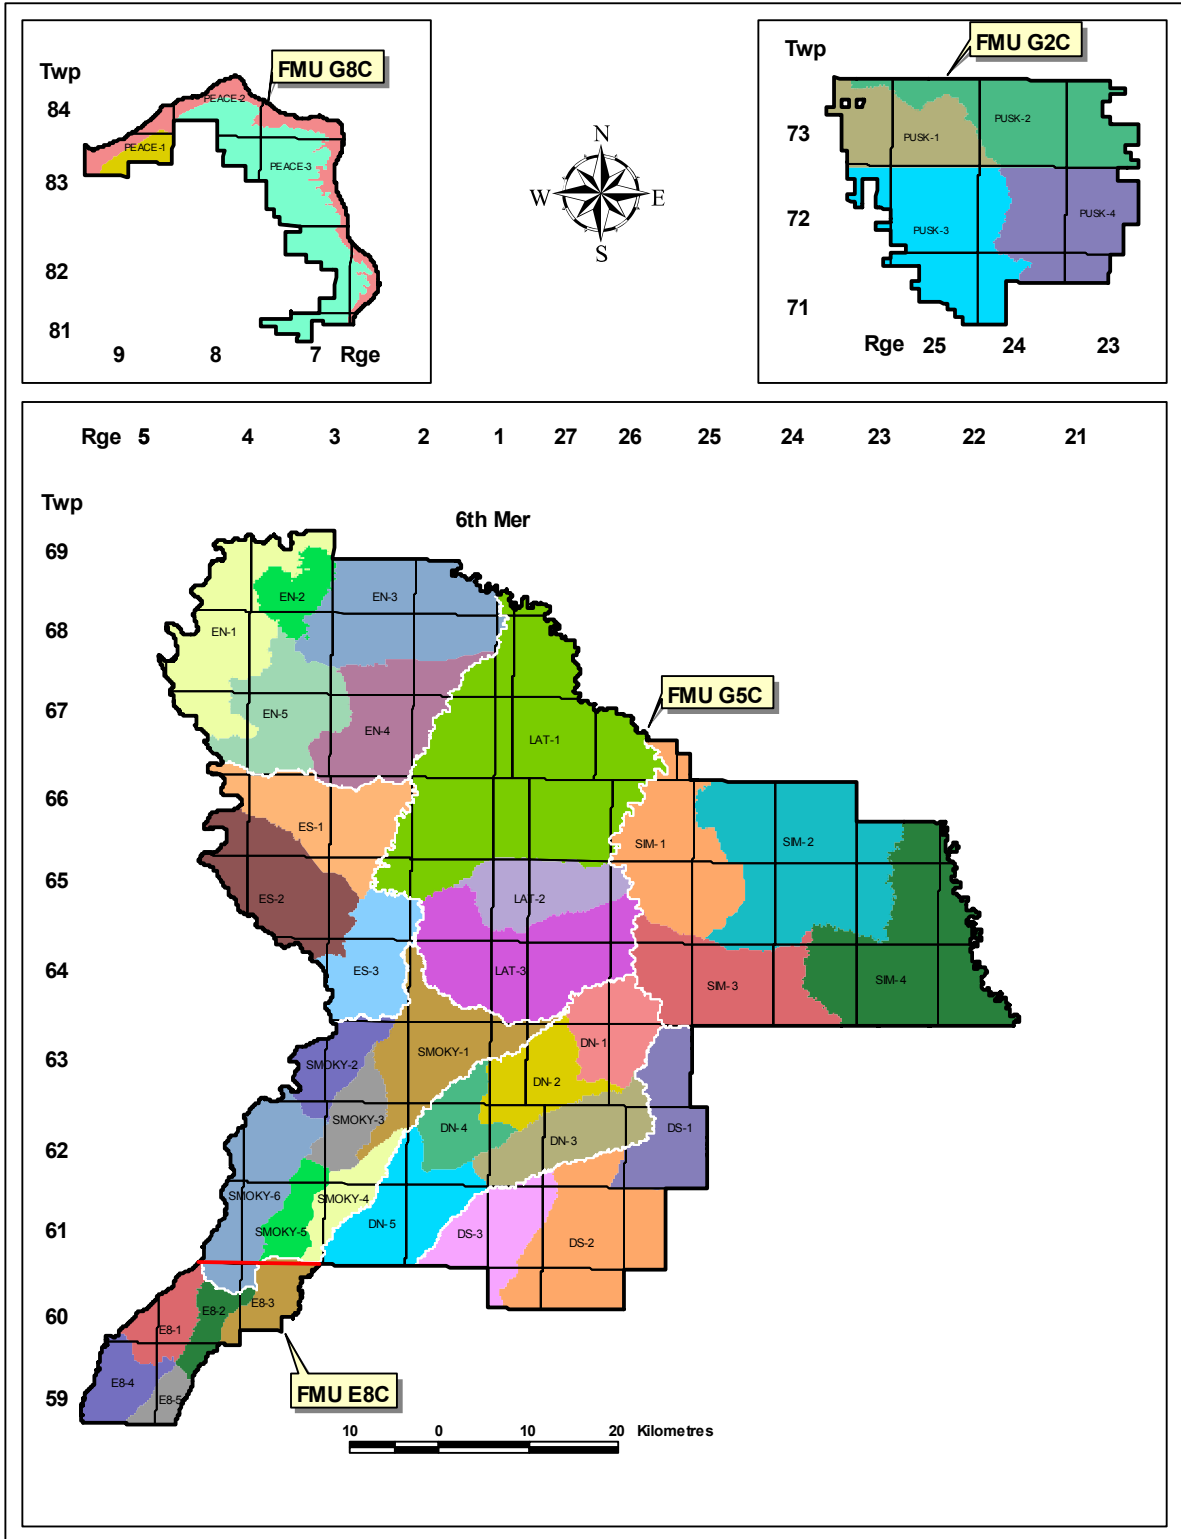 Twp
FMU G8C
84
PEACE-2
PEACE-1
PEACE-3
83
82
81
9 8 7 Rge
N
W E
S
Twp
FMU G2C
73
PUSK-1
PUSK-2
72
PUSK-3
PUSK-4
71
Rge 25 24 23
Rge 5 4 3 2 1 27 26 25 24 23 22 21
Twp
6th Mer
69
EN-2
EN-3
68
EN-1
FMU G5C
67
EN-5
EN-4
LAT-1
66
ES-1
SIM-1
SIM-2
65
ES-2
LAT-2
64
ES-3
LAT-3
SIM-3
SIM-4
63
SMOKY-2
SMOKY-1
DN-1
DN-2
SMOKY-3
62
DN-4
DN-3
DS-1
SMOKY-6
SMOKY-4
61
SMOKY-5
DN-5
DS-3
DS-2
60
E8-1
E8-2
E8-3
59
E8-4
E8-5
FMU E8C
10 0 10 20 Kilometres